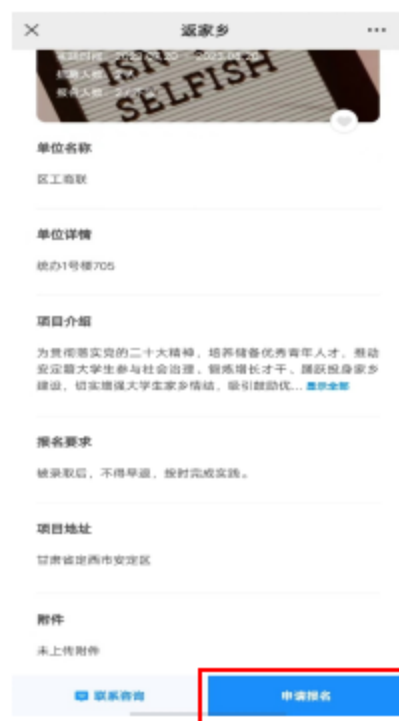 返家乡
SELFISH
单位名称
区工商联
单位详情
统办1号楼705
项目介绍
为贯彻落实党的二十大精神，培养储备优秀青年人才，推动
安定籍大学生参与社会治理、锻炼增长才干、踊跃投身家乡
建设，切实增强大学生家乡情结，吸引鼓励优... 显示全部
报名要求
被录取后，不得早退，按时完成实践。
项目地址
甘肃省定西市安定区
附件
未上传附件
联系咨询
申请报名